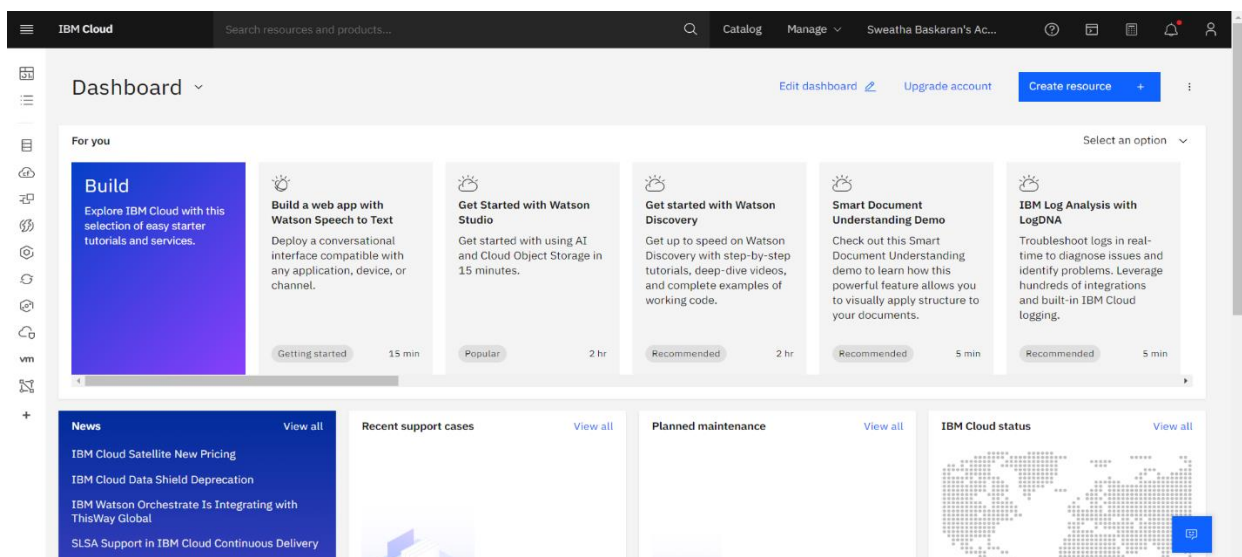 IBM Cloud
Search resources and products...
Catalog
Manage
Sweatha Baskaran's Ac...
Dashboard
Edit dashboard
Upgrade account
Create resource +
For you
Select an option
Build
Explore IBM Cloud with this
selection of easy starter
tutorials and services.
Build a web app with
Watson Speech to Text
Deploy a conversational
interface compatible with
any application, device, or
channel.
Getting started
15 min
Get Started with Watson
Studio
Get started with using AI
and Cloud Object Storage in
15 minutes.
Popular
2 hr
Get started with Watson
Discovery
Get up to speed on Watson
Discovery with step-by-step
tutorials, deep-dive videos,
and complete examples of
working code.
Recommended
2 hr
Smart Document
Understanding Demo
Check out this Smart
Document Understanding
demo to learn how this
powerful feature allows you
to visually apply structure to
your documents.
Recommended
5 min
IBM Log Analysis with
LogDNA
Troubleshoot logs in real-
time to diagnose issues and
identify problems. Leverage
hundreds of integrations
and built-in IBM Cloud
logging.
Recommended
5 min
vm
+
News
View all
IBM Cloud Satellite New Pricing
IBM Cloud Data Shield Deprecation
IBM Watson Orchestrate Is Integrating with
ThisWay Global
SLSA Support in IBM Cloud Continuous Delivery
Recent support cases
View all
Planned maintenance
View all
IBM Cloud status
View all